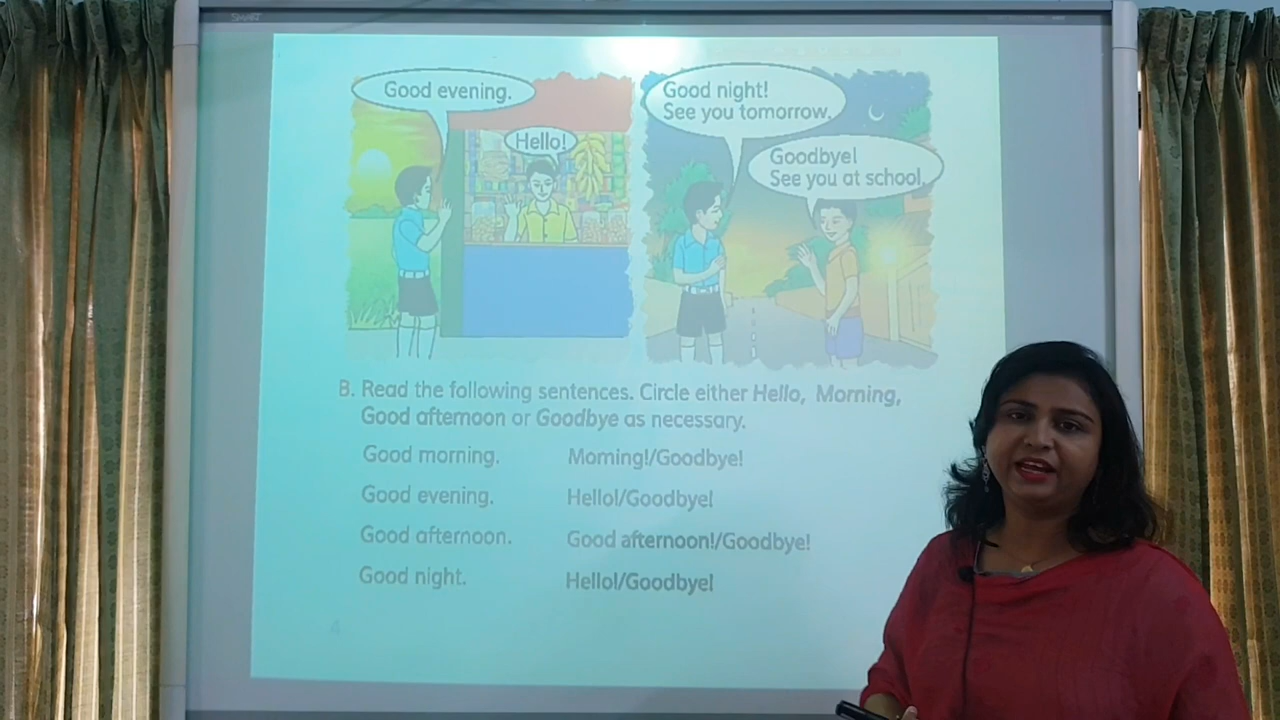 SMART
Good evening.
Hello!
Good night!
See you tomorrow.
Goodbye!
See you at school.
B. Read the following sentences. Circle either Hello, Morning,
Good afternoon or Goodbye as necessary.
Good morning. Morning!/Goodbye!
Good evening. Hello!/Goodbye!
Good afternoon. Good afternoon!/Goodbye!
Good night. Hello!/Goodbye!
4